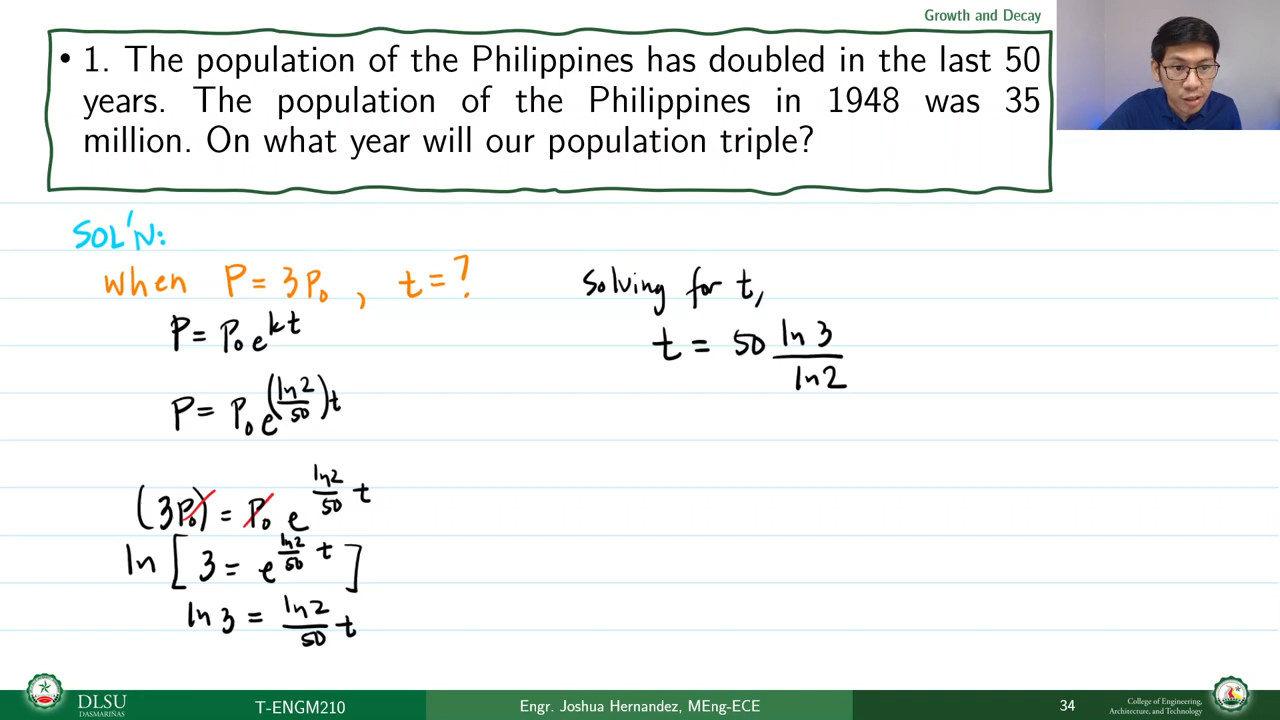 Growth and Decay
• 1. The population of the Philippines has doubled in the last 50
years. The population of the Philippines in 1948 was 35
million. On what year will our population triple?
SOL'N:
When P = 3P₀ , t = ?
P = P₀e^{kt}
P = P₀e^{(ln2/50)t}
(3P₀) = P₀ e^{ln2/50 t}
ln [ 3 = e^{ln2/50 t} ]
ln 3 = ln2/50 t
Solving for t,
t = 50 ln 3/ln2
DLSU
DASMARIÑAS
T-ENGM210
Engr. Joshua Hernandez, MEng-ECE
34
College of Engineering,
Architecture, and Technology